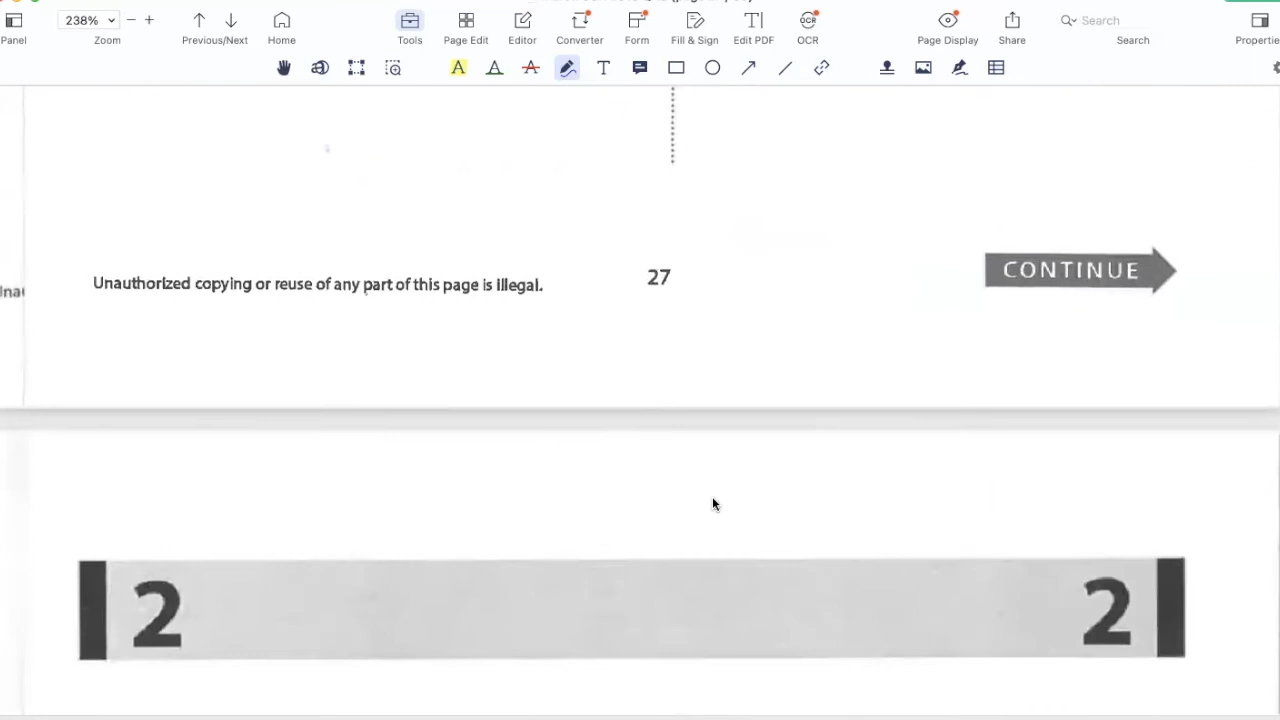 Panel
238%
Zoom
Previous/Next
Home
Tools
Page Edit
Editor
Converter
Form
Fill & Sign
Edit PDF
OCR
OCR
Page Display
Share
Search
Search
Propertie
A
A
A
T
Unauthorized copying or reuse of any part of this page is illegal.
27
CONTINUE
2
2